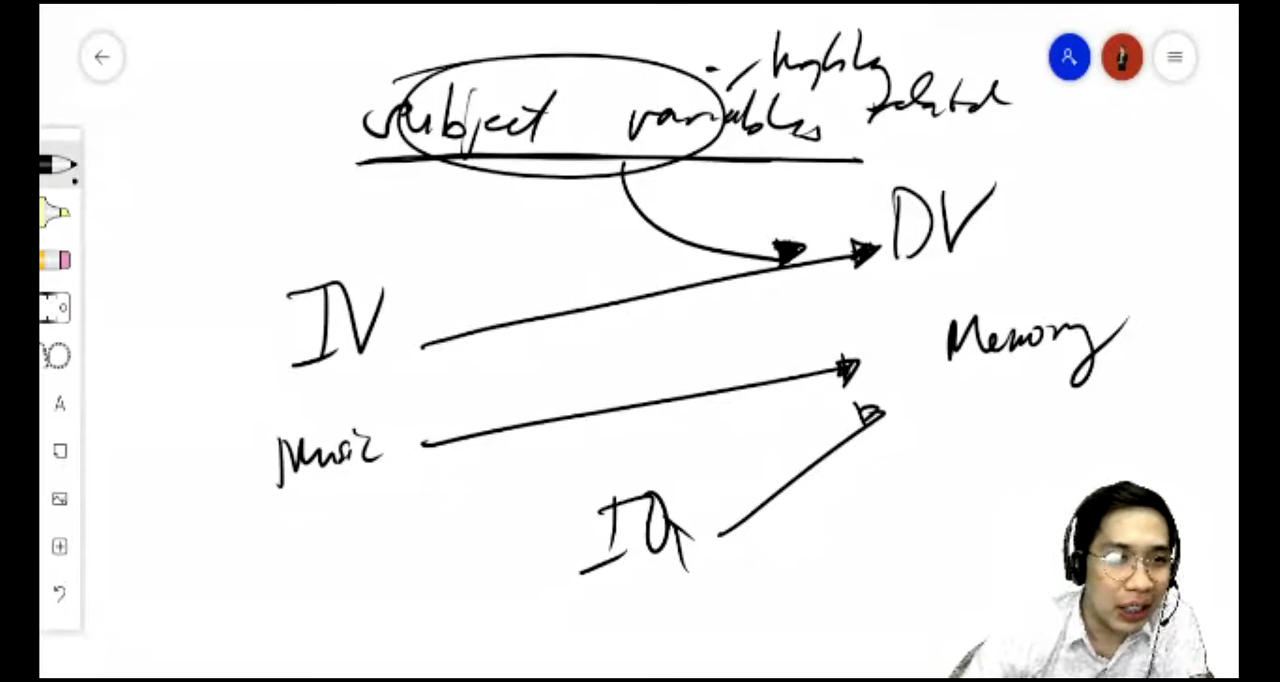 highly
subject variables related
DV
IV
Memory
Music
IQ
A